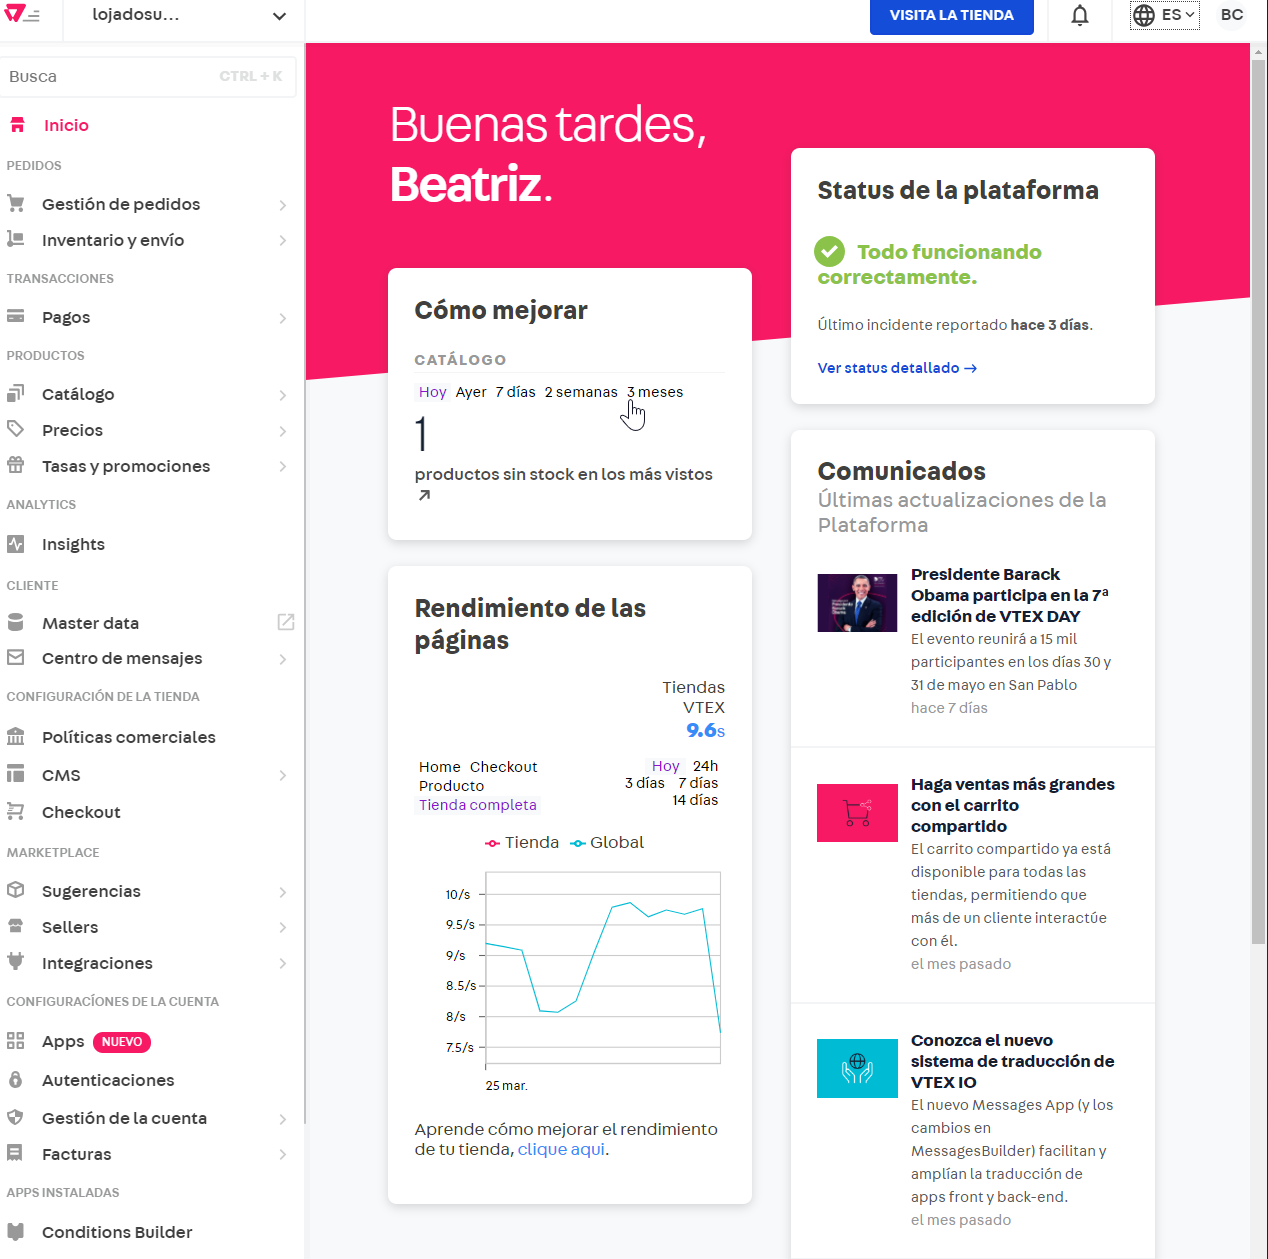 lojadosu...
VISITA LA TIENDA
ES
BC
Busca
CTRL + K
Inicio
PEDIDOS
Gestión de pedidos
Inventario y envío
TRANSACCIONES
Pagos
PRODUCTOS
Catálogo
Precios
Tasas y promociones
ANALYTICS
Insights
CLIENTE
Master data
Centro de mensajes
CONFIGURACIÓN DE LA TIENDA
Políticas comerciales
CMS
Checkout
MARKETPLACE
Sugerencias
Sellers
Integraciones
CONFIGURACÍONES DE LA CUENTA
Apps NUEVO
Autenticaciones
Gestión de la cuenta
Facturas
APPS INSTALADAS
Conditions Builder
Buenas tardes,
Beatriz.
Cómo mejorar
CATÁLOGO
Hoy Ayer 7 días 2 semanas 3 meses
1
productos sin stock en los más vistos
Rendimiento de las
páginas
Tiendas
VTEX
9.6s
Home Checkout
Producto
Tienda completa
Hoy 24h
3 días 7 días
14 días
Tienda Global
10/s
9.5/s
9/s
8.5/s
8/s
7.5/s
25 mar.
Aprende cómo mejorar el rendimiento
de tu tienda, clique aqui.
Status de la plataforma
Todo funcionando
correctamente.
Último incidente reportado hace 3 días.
Ver status detallado →
Comunicados
Últimas actualizaciones de la
Plataforma
Presidente Barack
Obama participa en la 7ª
edición de VTEX DAY
El evento reunirá a 15 mil
participantes en los días 30 y
31 de mayo en San Pablo
hace 7 días
Haga ventas más grandes
con el carrito
compartido
El carrito compartido ya está
disponible para todas las
tiendas, permitiendo que
más de un cliente interactúe
con él.
el mes pasado
Conozca el nuevo
sistema de traducción de
VTEX IO
El nuevo Messages App (y los
cambios en
MessagesBuilder) facilitan y
amplían la traducción de
apps front y back-end.
el mes pasado